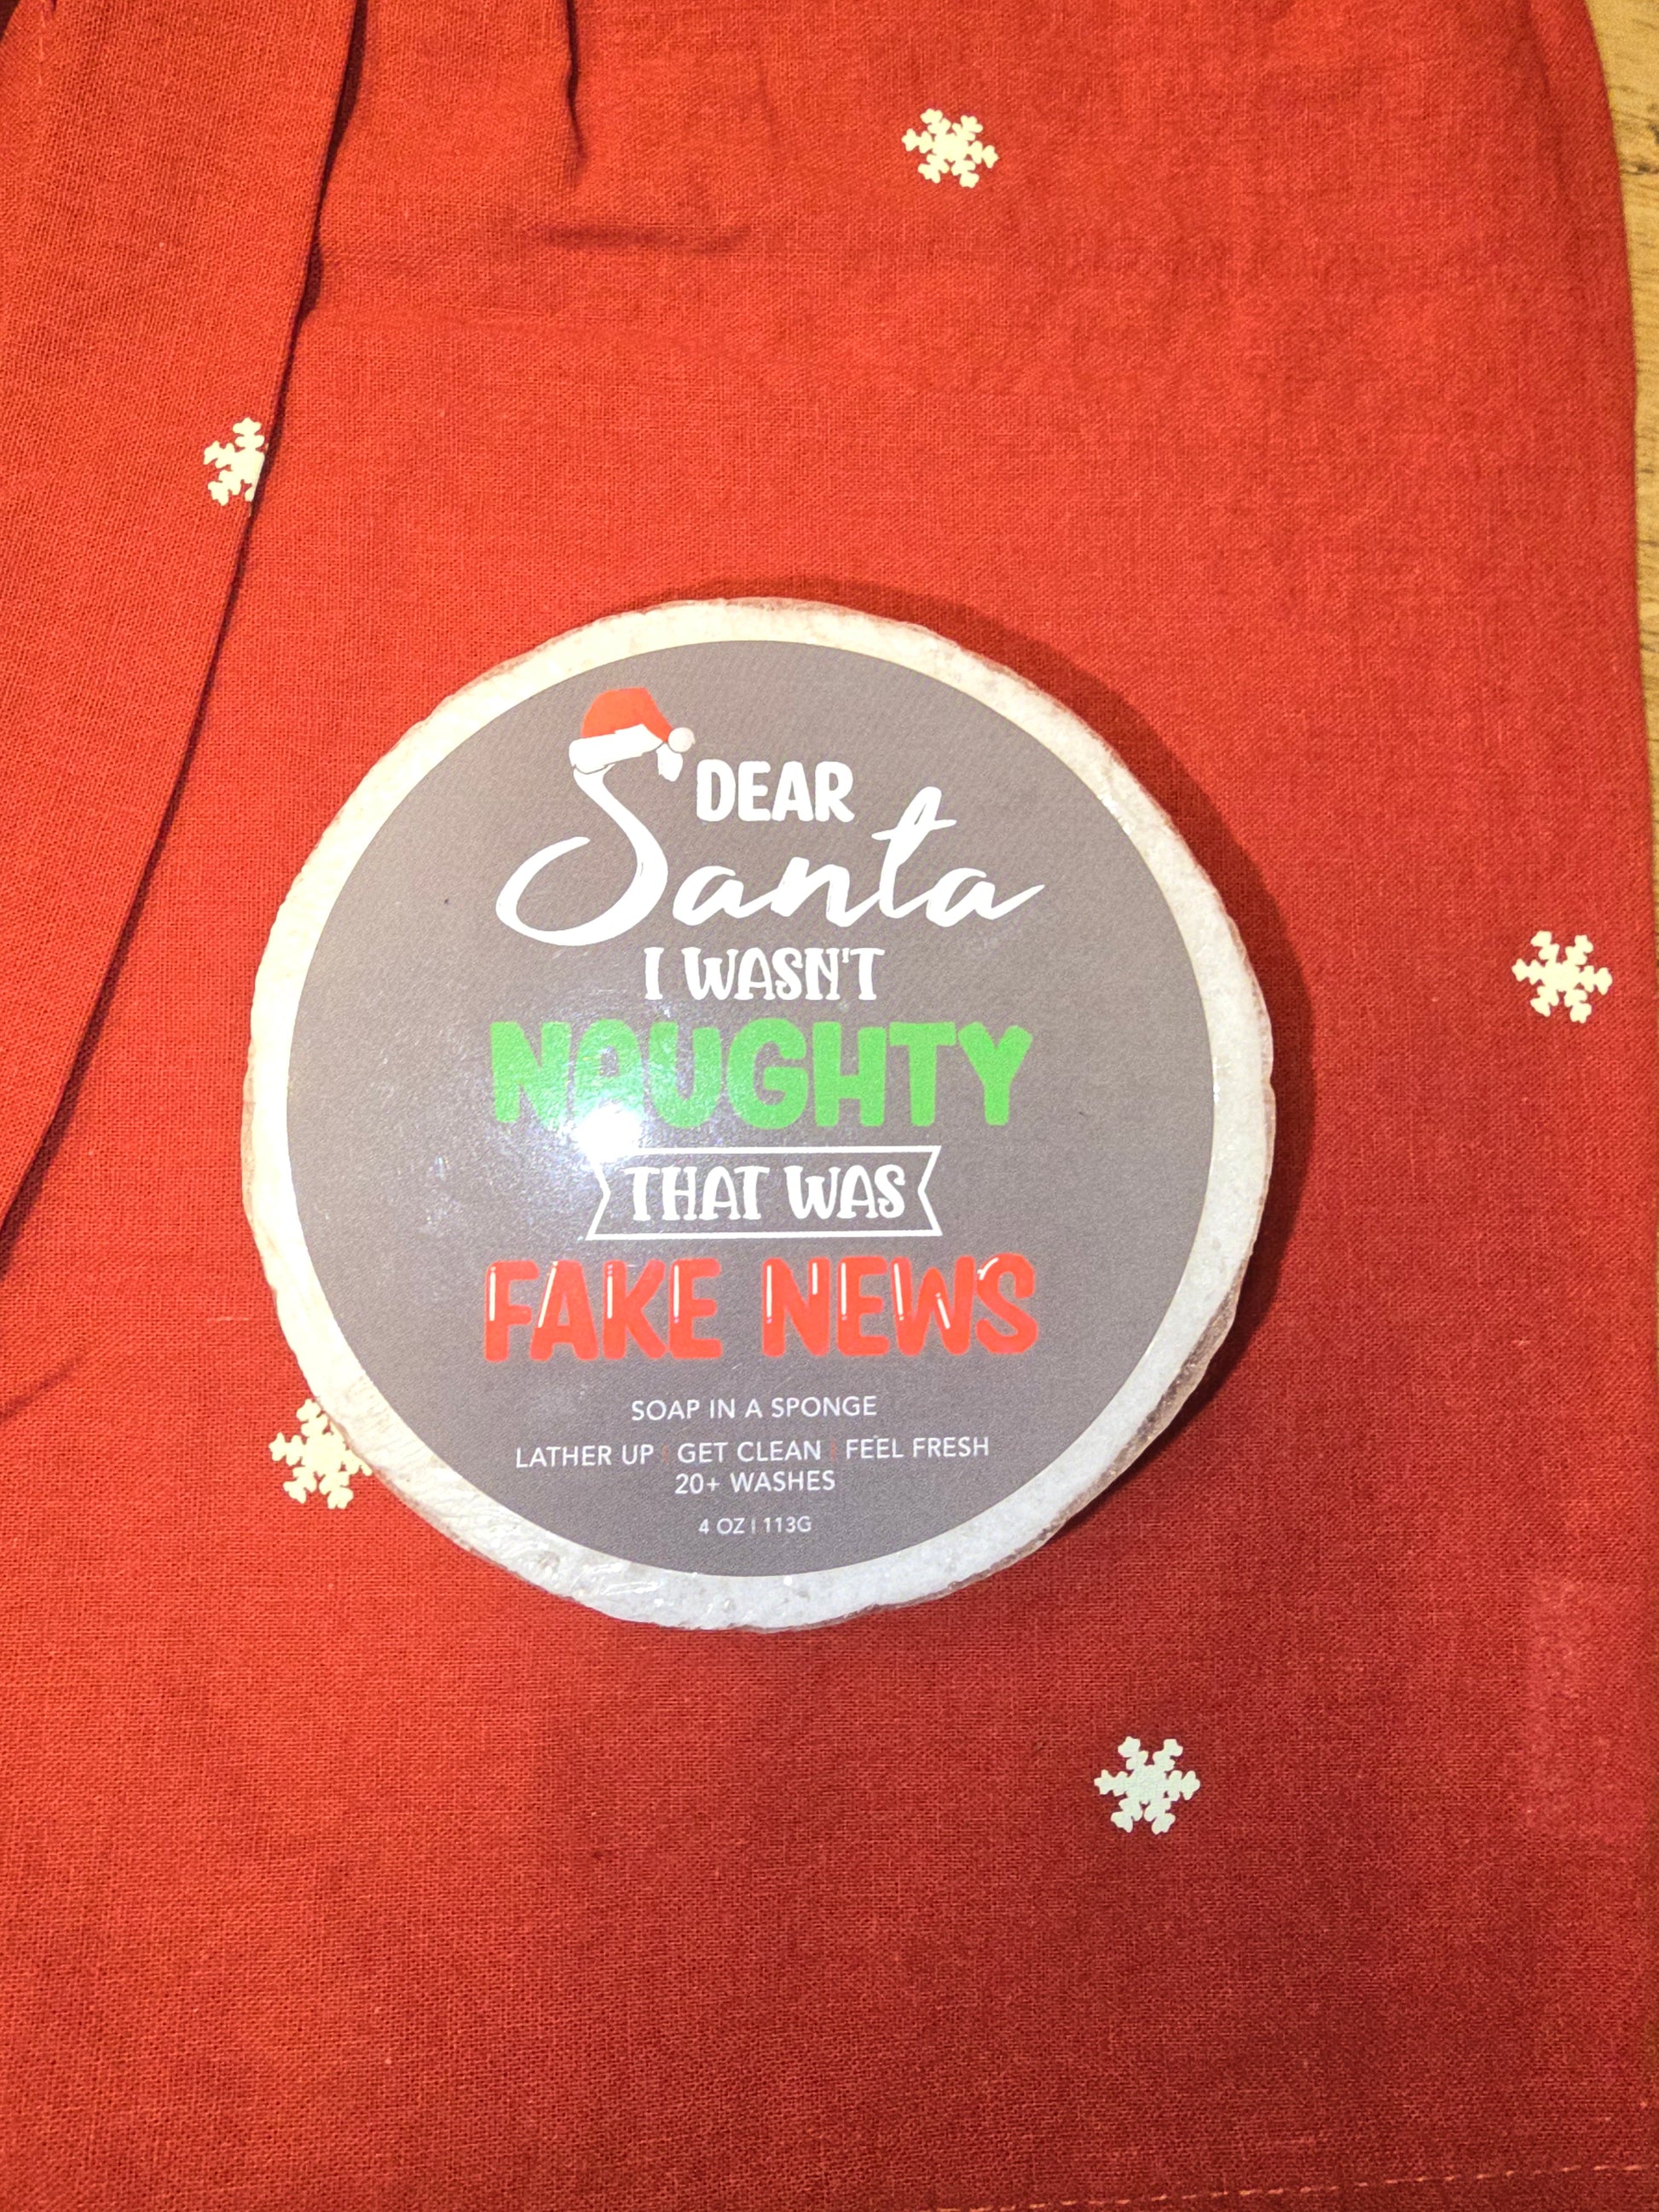 DEAR
Santa
I WASN'T
NAUGHTY
THAT WAS
FAKE NEWS
SOAP IN A SPONGE
LATHER UP | GET CLEAN | FEEL FRESH
20+ WASHES
4 OZ | 113G